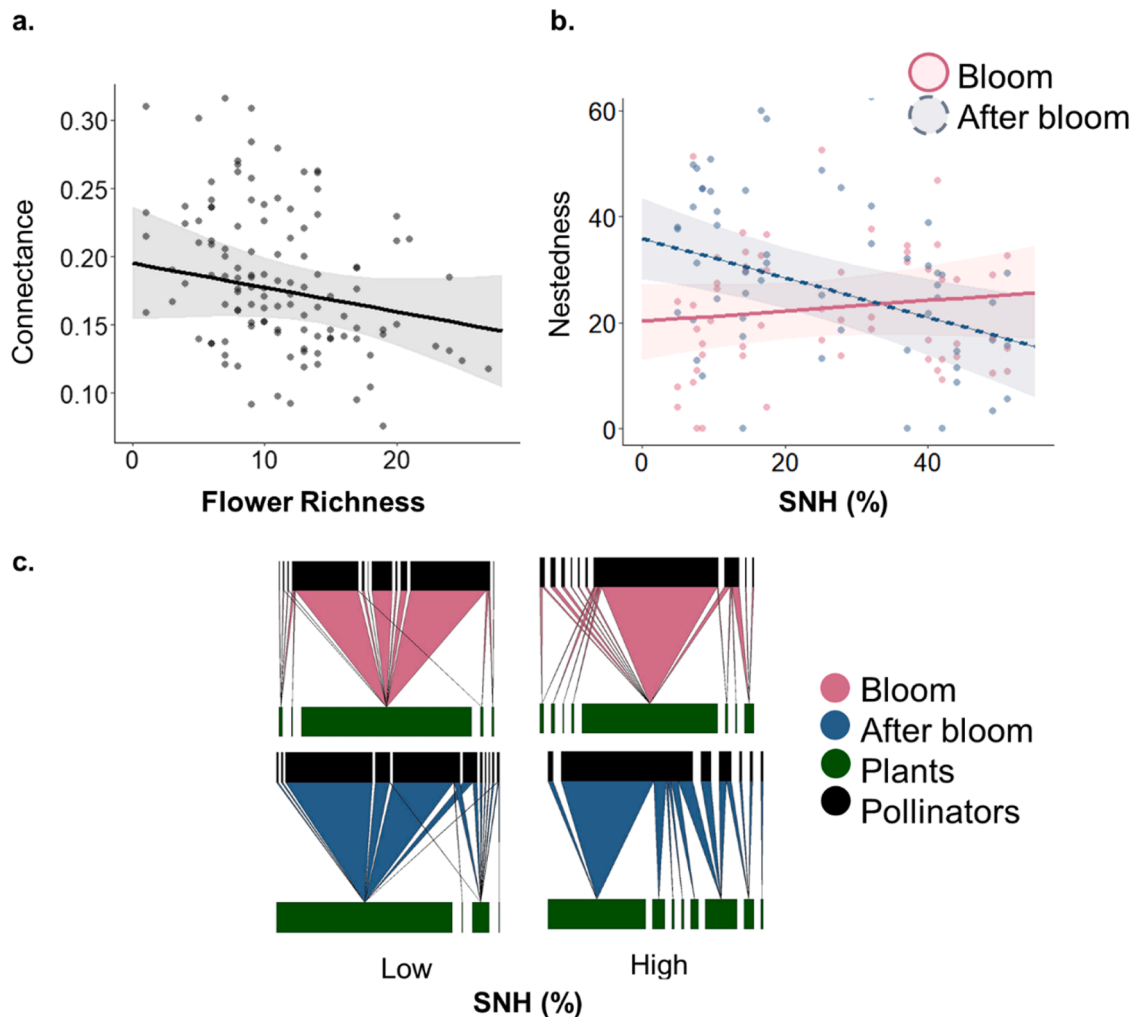 a.
0.30
0.25
0.20
0.15
0.10
Connectance
0
10
20
Flower Richness
b.
Bloom
After bloom
60
40
20
0
Nestedness
0
20
40
SNH (%)
c.
Bloom
After bloom
Plants
Pollinators
Low
High
SNH (%)